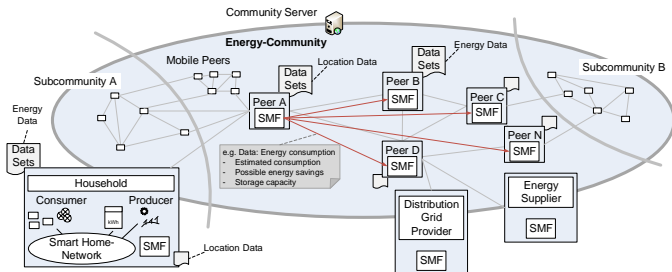 Community Server
Energy-Community
Energy Data
Data
Sets
Location Data
Data
Sets
Mobile Peers
Subcommunity A
Subcommunity B
Peer A
SMF
Peer B
SMF
Peer C
SMF
Peer N
SMF
Peer D
SMF
Energy
Data
Data
Sets
e.g. Data: Energy consumption
- Estimated consumption
- Possible energy savings
- Storage capacity
Household
Consumer
Producer
kWh
Smart Home-
Network
SMF
Location Data
Distribution
Grid
Provider
SMF
Energy
Supplier
SMF